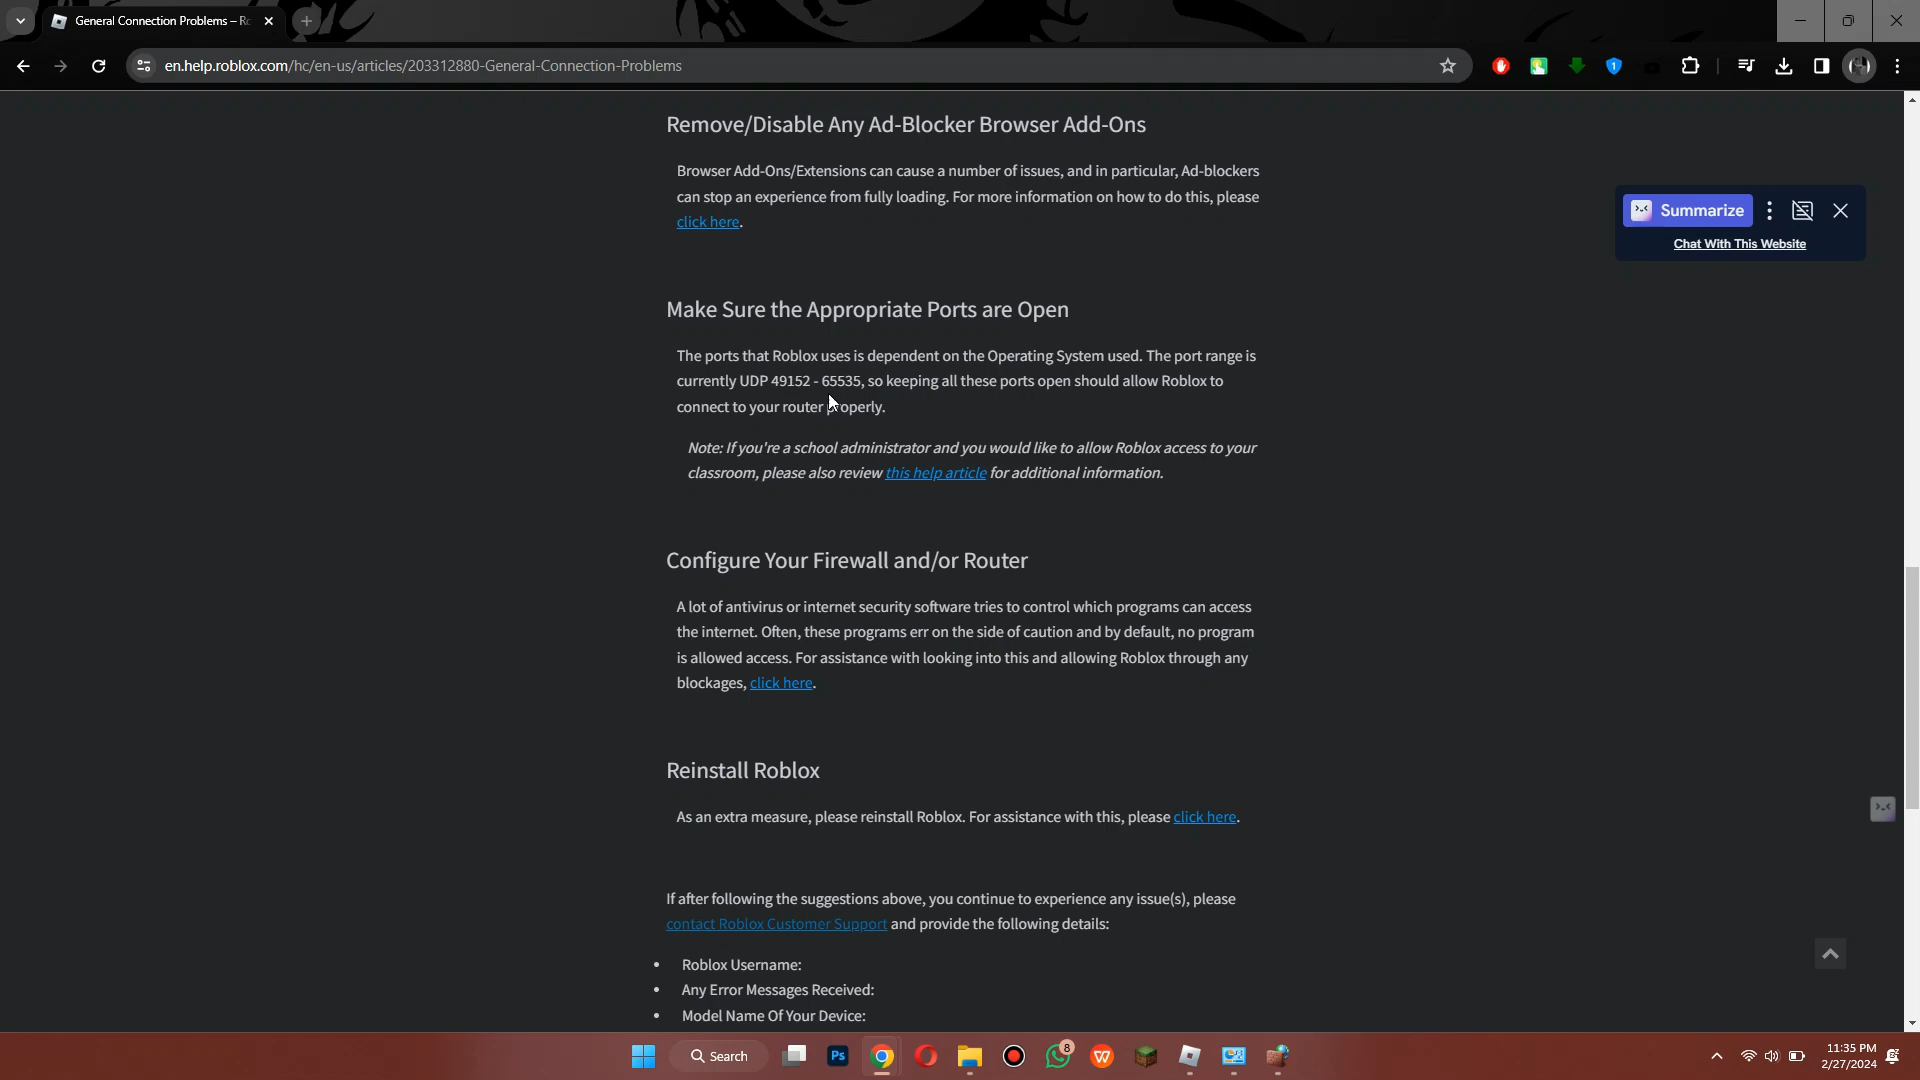 General Connection Problems – Ro
en.help.roblox.com/hc/en-us/articles/203312880-General-Connection-Problems
Remove/Disable Any Ad-Blocker Browser Add-Ons
Browser Add-Ons/Extensions can cause a number of issues, and in particular, Ad-blockers
can stop an experience from fully loading. For more information on how to do this, please
click here.
Summarize
Chat With This Website
Make Sure the Appropriate Ports are Open
The ports that Roblox uses is dependent on the Operating System used. The port range is
currently UDP 49152 - 65535, so keeping all these ports open should allow Roblox to
connect to your router properly.
Note: If you're a school administrator and you would like to allow Roblox access to your
classroom, please also review this help article for additional information.
Configure Your Firewall and/or Router
A lot of antivirus or internet security software tries to control which programs can access
the internet. Often, these programs err on the side of caution and by default, no program
is allowed access. For assistance with looking into this and allowing Roblox through any
blockages, click here.
Reinstall Roblox
As an extra measure, please reinstall Roblox. For assistance with this, please click here.
If after following the suggestions above, you continue to experience any issue(s), please
contact Roblox Customer Support and provide the following details:
• Roblox Username:
• Any Error Messages Received:
• Model Name Of Your Device:
Search
Ps
8
11:35 PM
2/27/2024